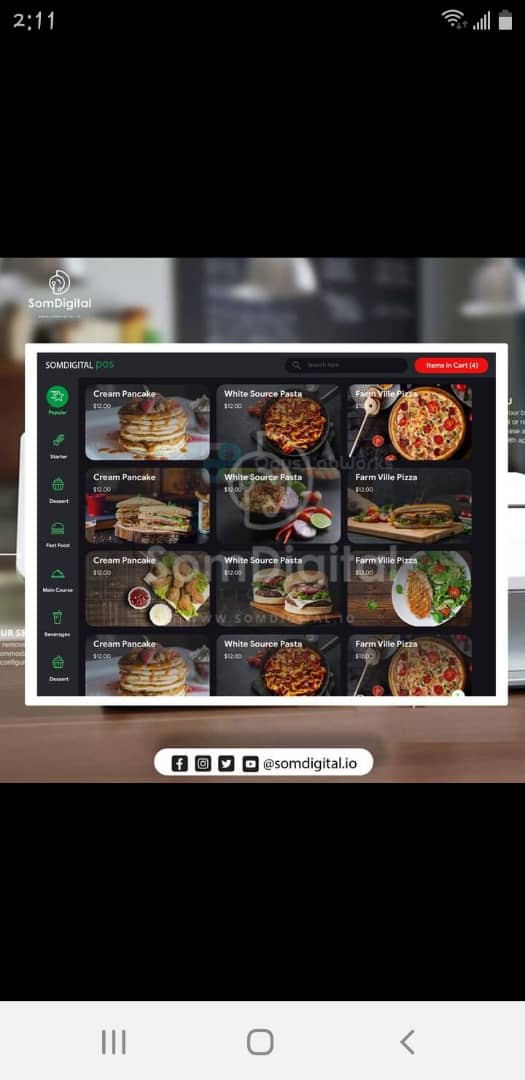 2:11
SomDigital
SOMDIGITAL pos
Search here
Items in Cart (4)
Popular
Starter
Dessert
Fast Food
Main Course
Beverages
Dessert
Cream Pancake
$12.00
White Source Pasta
$12.00
Farm Ville Pizza
$12.00
Cream Pancake
$12.00
White Source Pasta
$12.00
Farm Ville Pizza
$12.00
Cream Pancake
$12.00
White Source Pasta
$12.00
Farm Ville Pizza
$12.00
Cream Pancake
$12.00
White Source Pasta
$12.00
Farm Ville Pizza
$12.00
SomDigital
WWW.SOMDIGITAL.IO
@somdigital.io